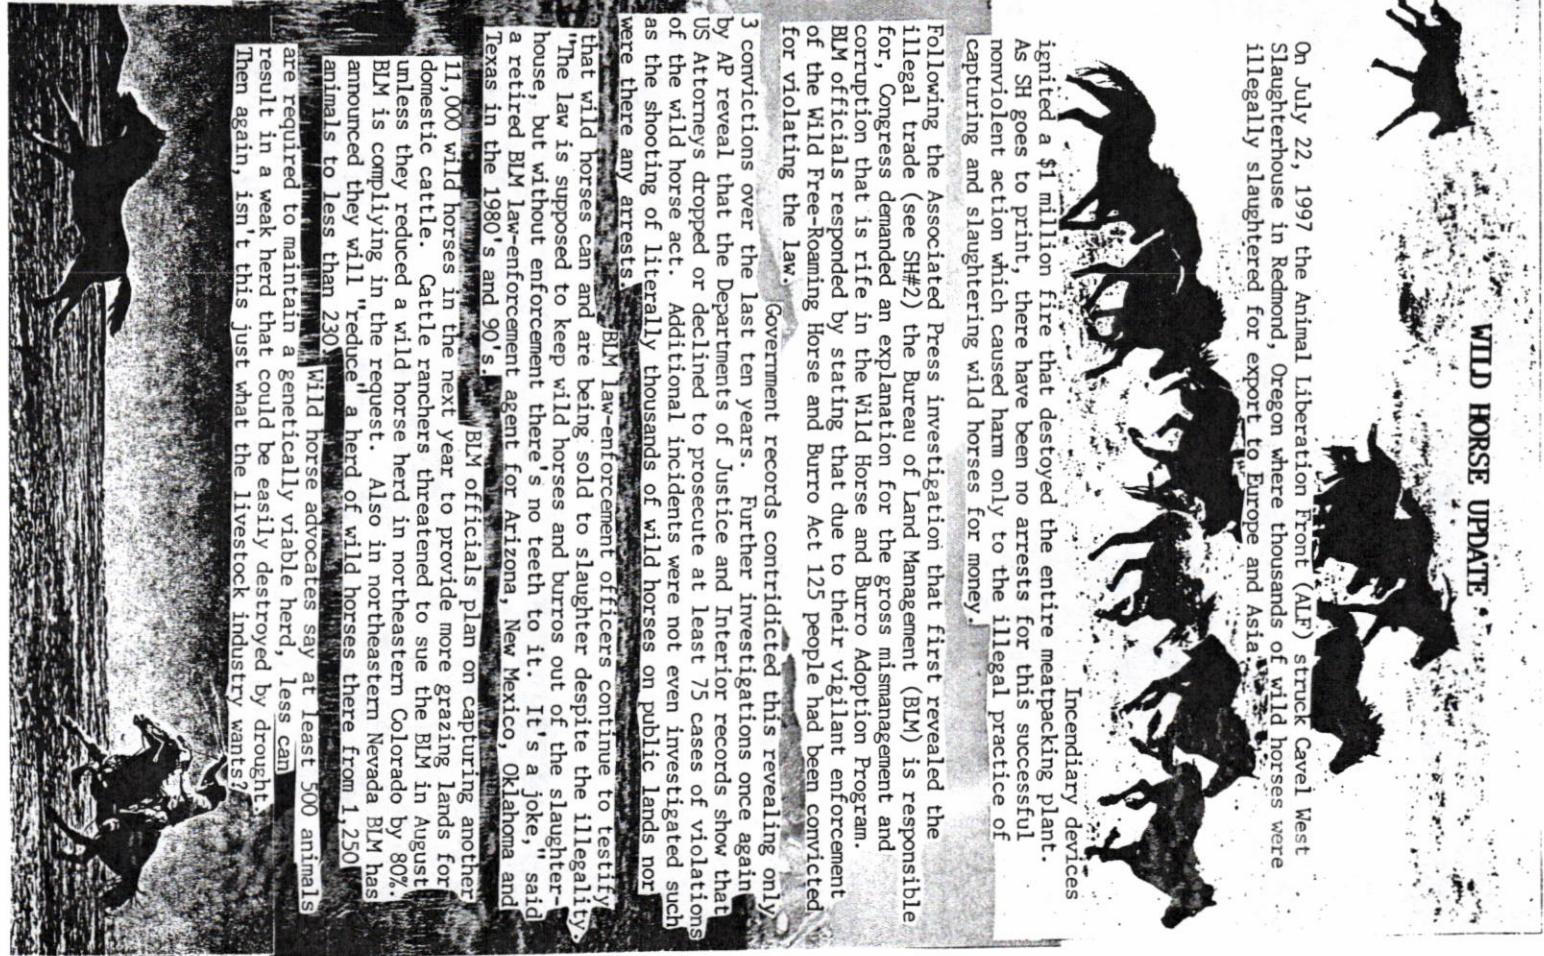 WILD HORSE UPDATE
On July 22, 1997 the Animal Liberation Front (ALF) struck Cavel West
Slaughterhouse in Redmond, Oregon where thousands of wild horses were
illegally slaughtered for export to Europe and Asia.
Incendiary devices
ignited a $1 million fire that destoyed the entire meatpacking plant.
As SH goes to print, there have been no arrests for this successful
nonviolent action which caused harm only to the illegal practice of
capturing and slaughtering wild horses for money.
Following the Associated Press investigation that first revealed the
illegal trade (see SH#2) the Bureau of Land Management (BLM) is responsible
for, Congress demanded an explanation for the gross mismanagement and
corruption that is rife in the Wild Horse and Burro Adoption Program.
BLM officials responded by stating that due to their vigilant enforcement
of the Wild Free-Roaming Horse and Burro Act 125 people had been convicted
for violating the law.
Government records contridicted this revealing only
3 convictions over the last ten years. Further investigations once again
by AP reveal that the Departments of Justice and Interior records show that
US Attorneys dropped or declined to prosecute at least 75 cases of violations
of the wild horse act. Additional incidents were not even investigated such
as the shooting of literally thousands of wild horses on public lands nor
were there any arrests.
BLM law-enforcement officers continue to testify
that wild horses can and are being sold to slaughter despite the illegality.
"The law is supposed to keep wild horses and burros out of the slaughter-
house, but without enforcement there's no teeth to it. It's a joke," said
a retired BLM law-enforcement agent for Arizona, New Mexico, Oklahoma and
Texas in the 1980's and 90's.
BLM officials plan on capturing another
11,000 wild horses in the next year to provide more grazing lands for
domestic cattle. Cattle ranchers threatened to sue the BLM in August
unless they reduced a wild horse herd in northeastern Colorado by 80%.
BLM is complying in the request. Also in northeastern Nevada BLM has
announced they will "reduce" a herd of wild horses there from 1,250
animals to less than 230.
Wild horse advocates say at least 500 animals
are required to maintain a genetically viable herd, less can
result in a weak herd that could be easily destroyed by drought.
Then again, isn't this just what the livestock industry wants?